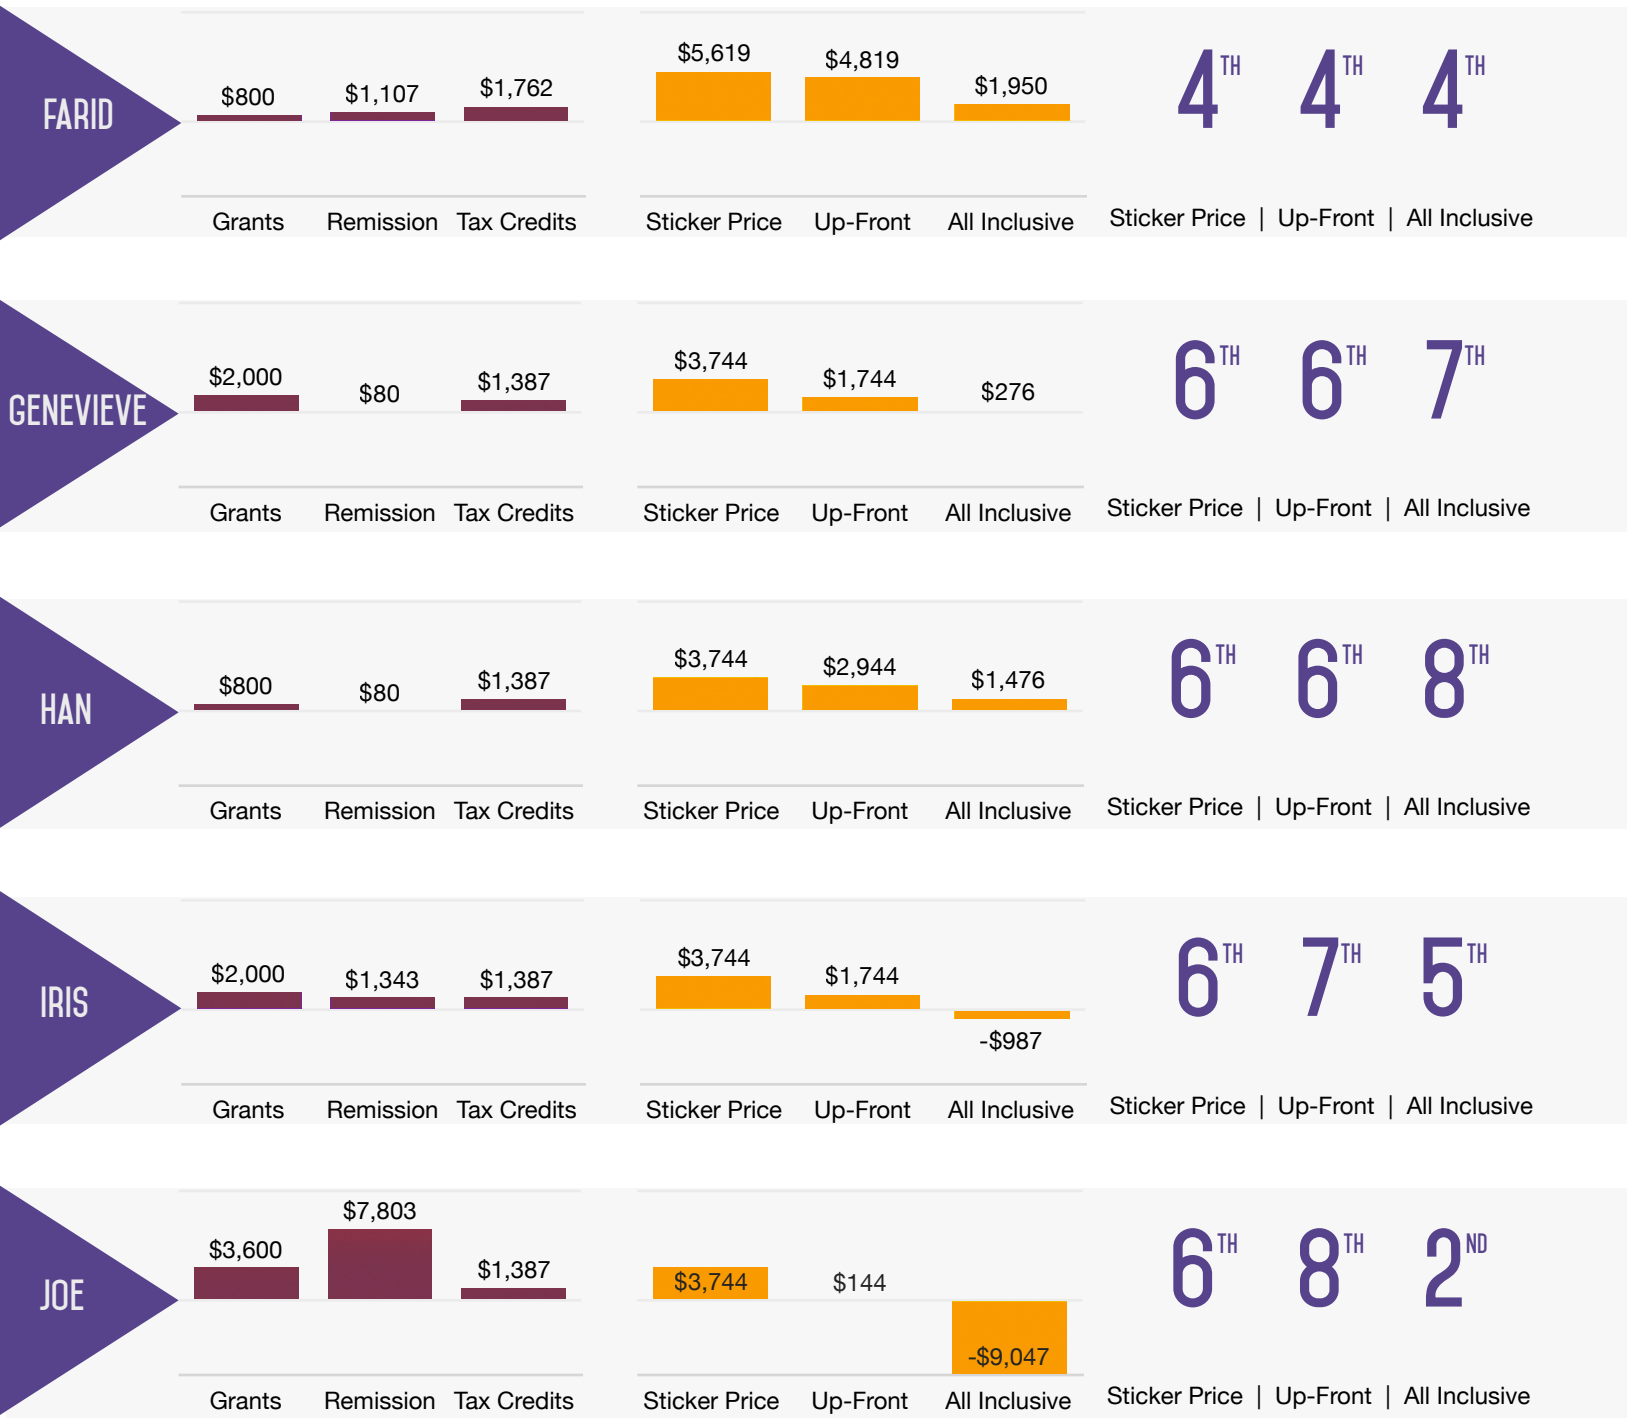 FARID
$800 $1,107 $1,762
Grants Remission Tax Credits
$5,619 $4,819 $1,950
Sticker Price Up-Front All Inclusive
4TH 4TH 4TH
Sticker Price | Up-Front | All Inclusive
GENEVIEVE
$2,000 $80 $1,387
Grants Remission Tax Credits
$3,744 $1,744 $276
Sticker Price Up-Front All Inclusive
6TH 6TH 7TH
Sticker Price | Up-Front | All Inclusive
HAN
$800 $80 $1,387
Grants Remission Tax Credits
$3,744 $2,944 $1,476
Sticker Price Up-Front All Inclusive
6TH 6TH 8TH
Sticker Price | Up-Front | All Inclusive
IRIS
$2,000 $1,343 $1,387
Grants Remission Tax Credits
$3,744 $1,744 -$987
Sticker Price Up-Front All Inclusive
6TH 7TH 5TH
Sticker Price | Up-Front | All Inclusive
JOE
$3,600 $7,803 $1,387
Grants Remission Tax Credits
$3,744 $144 -$9,047
Sticker Price Up-Front All Inclusive
6TH 8TH 2ND
Sticker Price | Up-Front | All Inclusive